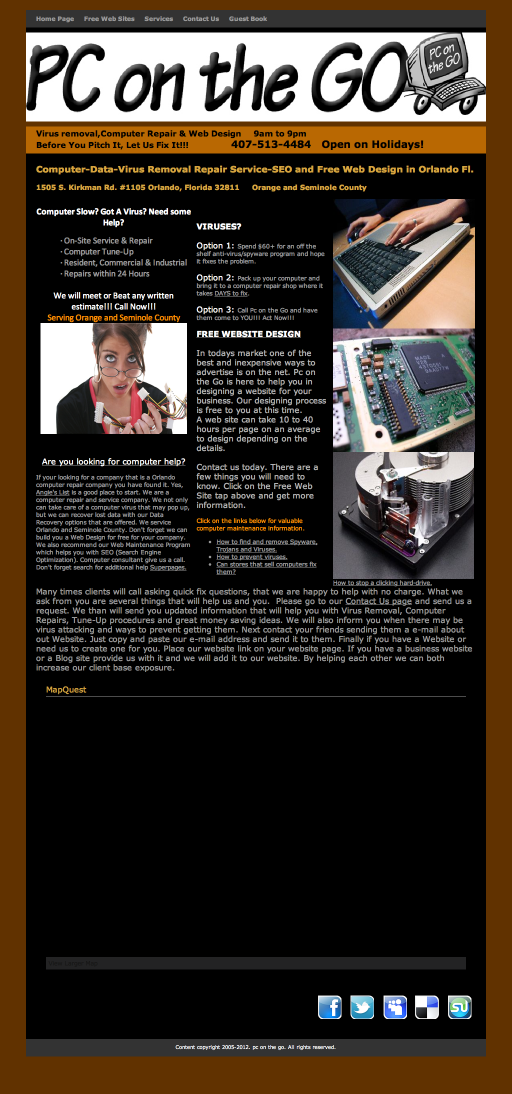 Home Page Free Web Sites Services Contact Us Guest Book
PC on the GO
PC
on the
GO
Virus removal,Computer Repair & Web Design 9am to 9pm
Before You Pitch It, Let Us Fix It!!! 407-513-4484 Open on Holidays!
Computer-Data-Virus Removal Repair Service-SEO and Free Web Design in Orlando Fl.
1505 S. Kirkman Rd. #1105 Orlando, Florida 32811 Orange and Seminole County
Computer Slow? Got A Virus? Need some
Help?
· On-Site Service & Repair
· Computer Tune-Up
· Resident, Commercial & Industrial
· Repairs within 24 Hours
We will meet or Beat any written
estimate!!! Call Now!!!
Serving Orange and Seminole County
Are you looking for computer help?
If your looking for a company that is a Orlando
computer repair company you have found it. Yes,
Angie's List is a good place to start. We are a
computer repair and service company. We not only
can take care of a computer virus that may pop up,
but we can recover lost data with our Data
Recovery options that are offered. We service
Orlando and Seminole County. Don't forget we can
build you a Web Design for free for your company.
We also recommend our Web Maintenance Program
which helps you with SEO (Search Engine
Optimization). Computer consultant give us a call.
Don't forget search for additional help Superpages.
VIRUSES?
Option 1: Spend $60+ for an off the
shelf anti-virus/spyware program and hope
it fixes the problem.
Option 2: Pack up your computer and
bring it to a computer repair shop where it
takes DAYS to fix.
Option 3: Call Pc on the Go and have
them come to YOU!!! Act Now!!!
FREE WEBSITE DESIGN
In todays market one of the
best and inexpensive ways to
advertise is on the net. Pc on
the Go is here to help you in
designing a website for your
business. Our designing process
is free to you at this time.
A web site can take 10 to 40
hours per page on an average
to design depending on the
details.
Contact us today. There are a
few things you will need to
know. Click on the Free Web
Site tap above and get more
information.
Click on the links below for valuable
computer maintenance information.
• How to find and remove Spyware,
Trojans and Viruses.
• How to prevent viruses.
• Can stores that sell computers fix
them?
How to stop a clicking hard-drive.
Many times clients will call asking quick fix questions, that we are happy to help with no charge. What we
ask from you are several things that will help us and you. Please go to our Contact Us page and send us a
request. We than will send you updated information that will help you with Virus Removal, Computer
Repairs, Tune-Up procedures and great money saving ideas. We will also inform you when there may be
virus attacking and ways to prevent getting them. Next contact your friends sending them a e-mail about
out Website. Just copy and paste our e-mail address and send it to them. Finally if you have a Website or
need us to create one for you. Place our website link on your website page. If you have a business website
or a Blog site provide us with it and we will add it to our website. By helping each other we can both
increase our client base exposure.
MapQuest
Content copyright 2005-2012. pc on the go. All rights reserved.